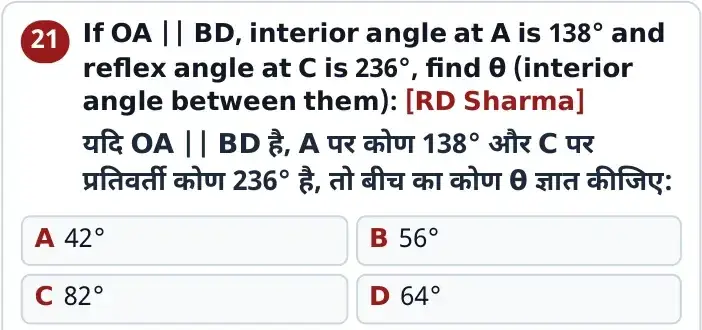 21 If OA || BD, interior angle at A is 138° and
reflex angle at C is 236°, find θ (interior
angle between them): [RD Sharma]
यदि OA || BD है, A पर कोण 138° और C पर
प्रतिवर्ती कोण 236° है, तो बीच का कोण θ ज्ञात कीजिए:
A 42°
B 56°
C 82°
D 64°